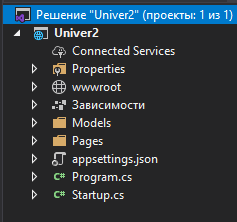 Решение "Univer2" (проекты: 1 из 1)
Univer2
Connected Services
Properties
wwwroot
Зависимости
Models
Pages
appsettings.json
C# Program.cs
C# Startup.cs